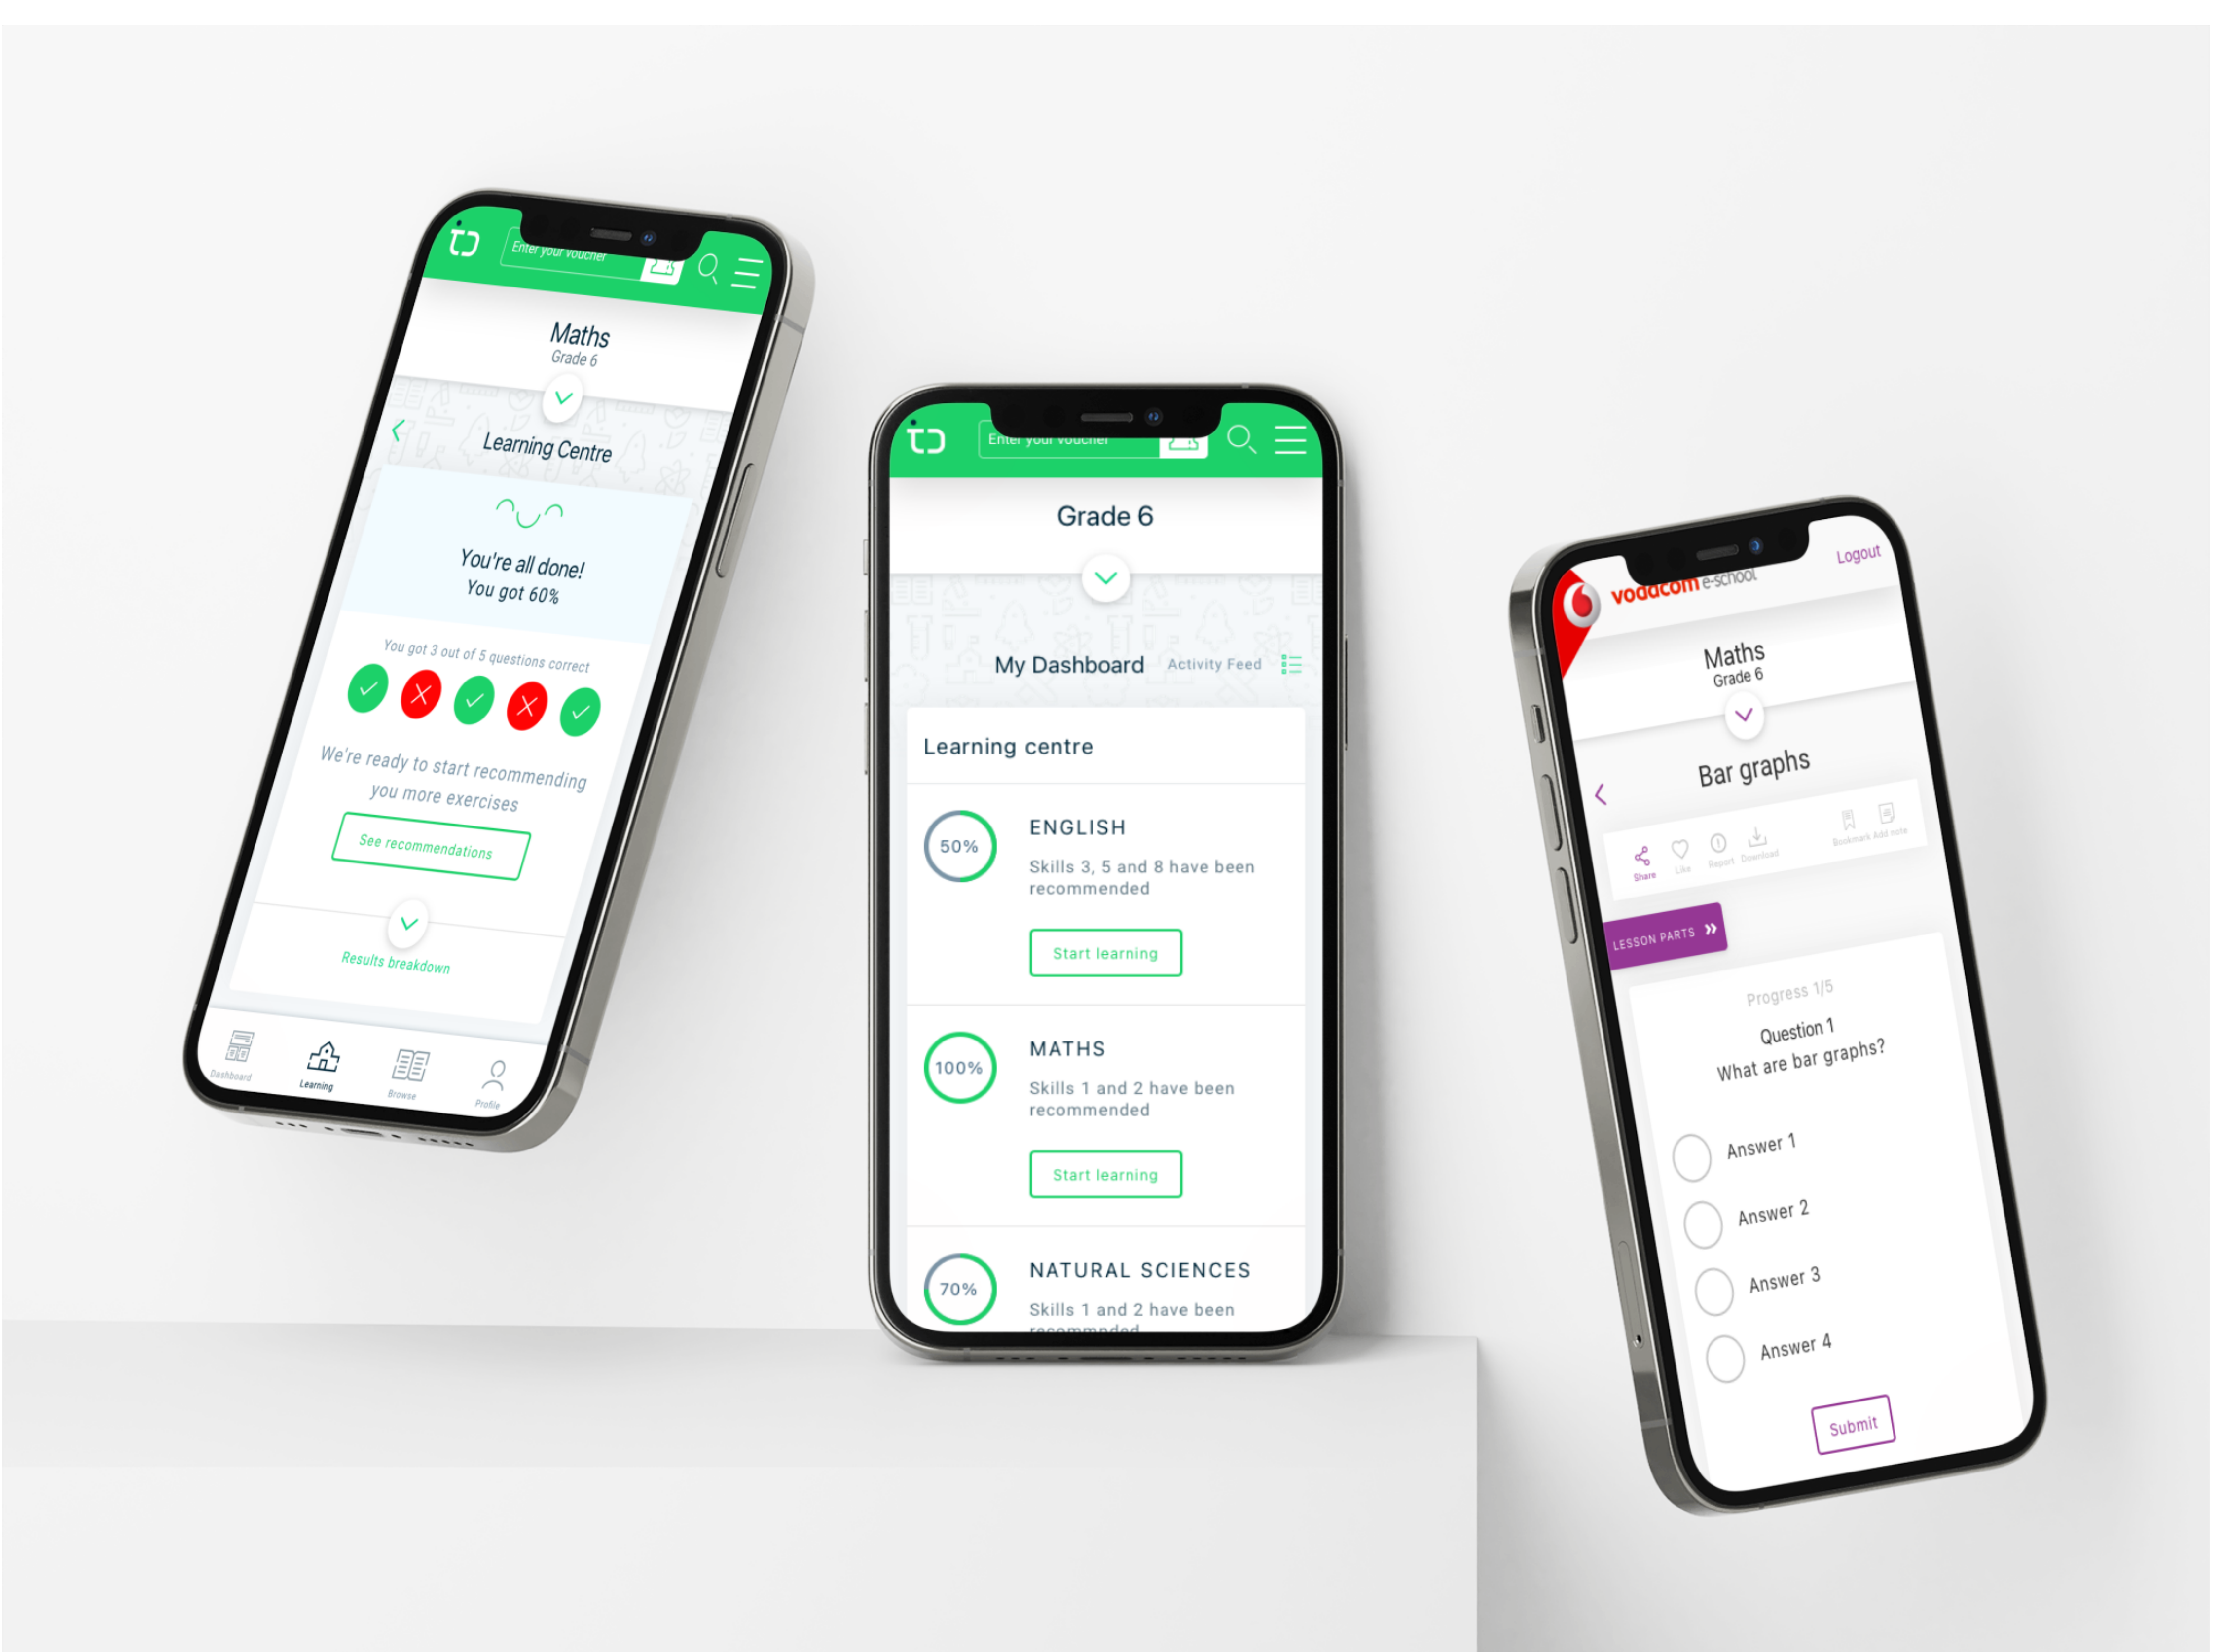 Enter your voucher
Maths
Grade 6
Learning Centre
You're all done!
You got 60%
You got 3 out of 5 questions correct
We're ready to start recommending
you more exercises
See recommendations
Results breakdown
Dashboard
Learning
Browse
Profile
Enter your voucher
Grade 6
My Dashboard Activity Feed
Learning centre
50%
ENGLISH
Skills 3, 5 and 8 have been
recommended
Start learning
100%
MATHS
Skills 1 and 2 have been
recommended
Start learning
70%
NATURAL SCIENCES
Skills 1 and 2 have been
recommnded
vodacom e-school
Logout
Maths
Grade 6
Bar graphs
Share
Like
Report
Download
Bookmark
Add note
LESSON PARTS
Progress 1/5
Question 1
What are bar graphs?
Answer 1
Answer 2
Answer 3
Answer 4
Submit